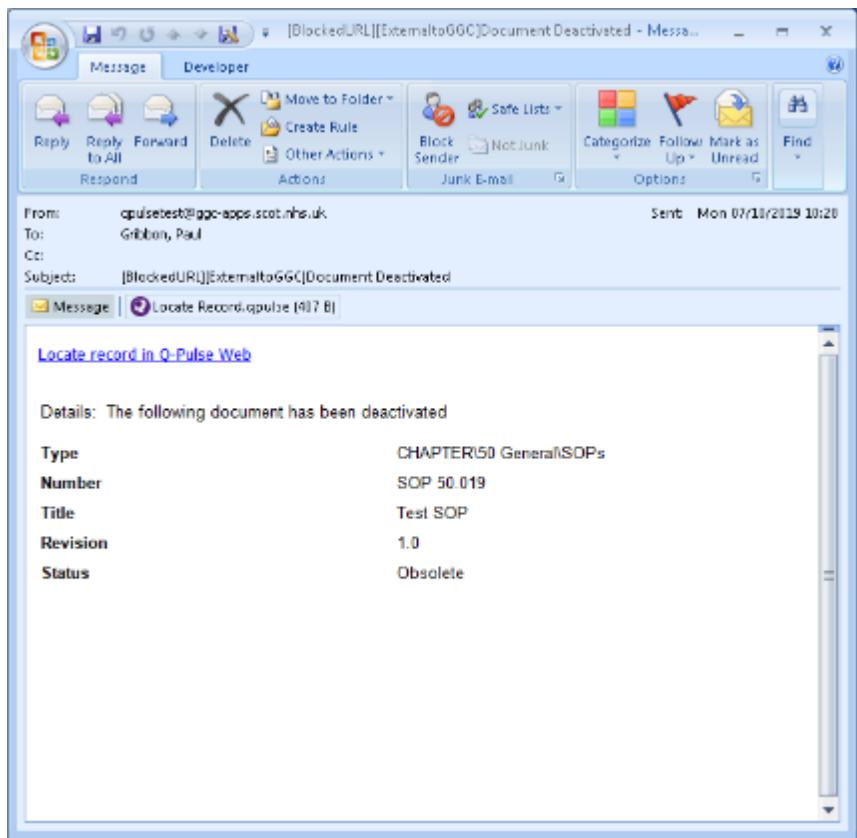 [BlockedURL][ExternaltoGGC]Document Deactivated - Messa...
Message Developer
Reply Reply to All Forward Delete Move to Folder Create Rule Other Actions Block Sender Safe Lists Not Junk Categorize Follow Up Mark as Unread Find
Respond Actions Junk E-mail Options
From: qpulsetest@ggc-apps.scot.nhs.uk Sent: Mon 07/10/2019 10:20
To: Gribbon, Paul
Cc:
Subject: [BlockedURL][ExternaltoGGC]Document Deactivated
Message Locate Record.qpulse (407 B)
Locate record in Q-Pulse Web
Details: The following document has been deactivated
Type CHAPTER\50 General\SOPs
Number SOP 50.019
Title Test SOP
Revision 1.0
Status Obsolete